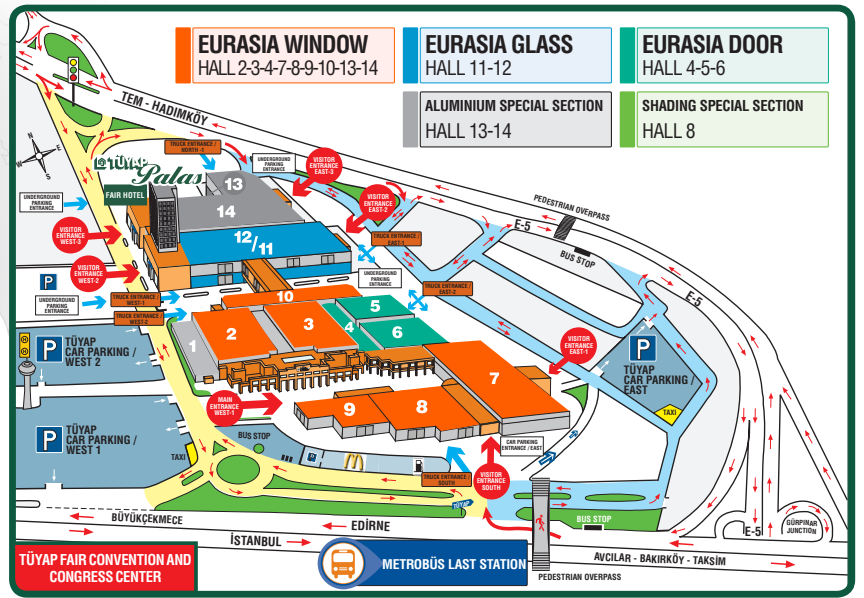 EURASIA WINDOW
HALL 2-3-4-7-8-9-10-13-14
EURASIA GLASS
HALL 11-12
EURASIA DOOR
HALL 4-5-6
ALUMINIUM SPECIAL SECTION
HALL 13-14
SHADING SPECIAL SECTION
HALL 8
TEM - HADIMKÖY
N
W
E
S
TÜYAP
Palas
FAIR HOTEL
TRUCK ENTRANCE /
NORTH -1
UNDERGROUND
PARKING
ENTRANCE
VISITOR
ENTRANCE
EAST-3
VISITOR
ENTRANCE
EAST-2
UNDERGROUND
PARKING
ENTRANCE
VISITOR
ENTRANCE
WEST-3
VISITOR
ENTRANCE
WEST-2
13
14
12/11
TRUCK ENTRANCE /
EAST-1
UNDERGROUND
PARKING
ENTRANCE
PEDESTRIAN OVERPASS
E-5
BUS STOP
E-5
P
UNDERGROUND
PARKING
ENTRANCE
TRUCK ENTRANCE /
WEST-1
TRUCK ENTRANCE /
WEST-2
TRUCK ENTRANCE /
EAST-2
10
1
2
3
4
5
6
7
8
9
VISITOR
ENTRANCE
EAST-1
P
TÜYAP
CAR PARKING /
WEST 2
P
TÜYAP
CAR PARKING /
EAST
TAXI
MAIN
ENTRANCE
WEST-1
P
TÜYAP
CAR PARKING /
WEST 1
TAXI
BUS STOP
P
CAR PARKING
ENTRANCE / EAST
TRUCK ENTRANCE /
SOUTH
VISITOR
ENTRANCE
SOUTH
TÜYAP
BUS STOP
E-5
GÜRPINAR
JUNCTION
BÜYÜKÇEKMECE
EDİRNE
İSTANBUL
AVCILAR - BAKIRKÖY - TAKSİM
TÜYAP FAIR CONVENTION AND
CONGRESS CENTER
METROBÜS LAST STATION
PEDESTRIAN OVERPASS